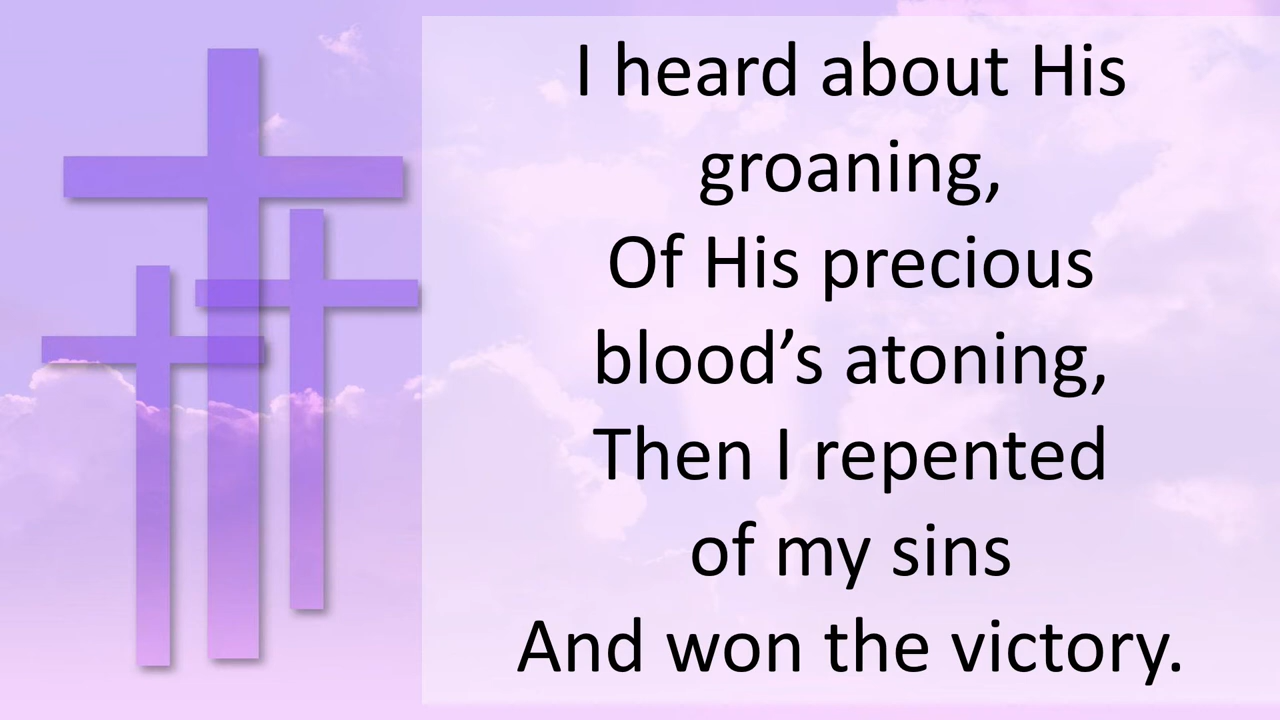 I heard about His
groaning,
Of His precious
blood’s atoning,
Then I repented
of my sins
And won the victory.